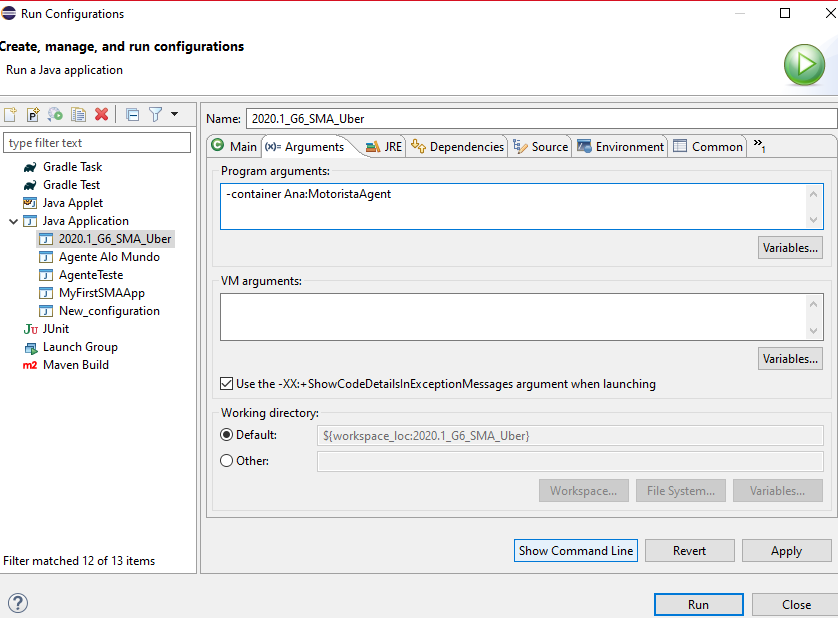 Run Configurations
Create, manage, and run configurations
Run a Java application
type filter text
Gradle Task
Gradle Test
Java Applet
Java Application
2020.1_G6_SMA_Uber
Agente Alo Mundo
AgenteTeste
MyFirstSMAApp
New_configuration
Ju JUnit
Launch Group
m2 Maven Build
Filter matched 12 of 13 items
Name: 2020.1_G6_SMA_Uber
Main (x)= Arguments JRE Dependencies Source Environment Common »1
Program arguments:
-container Ana:MotoristaAgent
Variables...
VM arguments:
Variables...
Use the -XX:+ShowCodeDetailsInExceptionMessages argument when launching
Working directory:
Default: ${workspace_loc:2020.1_G6_SMA_Uber}
Other:
Workspace... File System... Variables...
Show Command Line Revert Apply
? Run Close